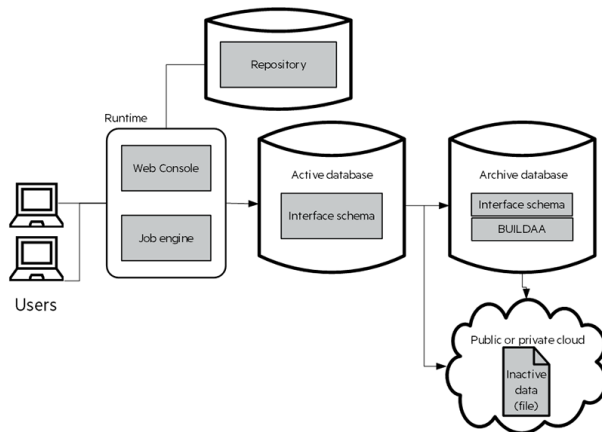 Repository
Runtime
Web Console
Job engine
Users
Active database
Interface schema
Archive database
Interface schema
BUILDAA
Public or private cloud
Inactive
data
(file)